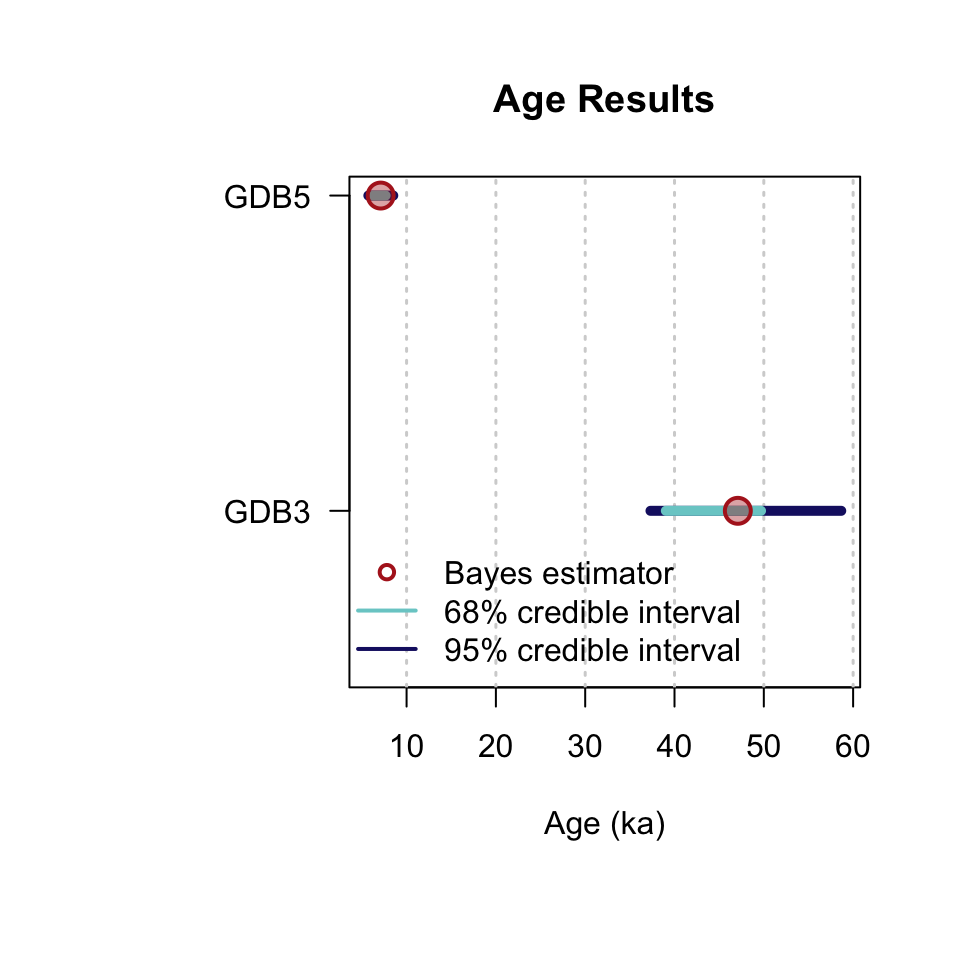 Age Results
GDB5
GDB3
Bayes estimator
68% credible interval
95% credible interval
10 20 30 40 50 60
Age (ka)